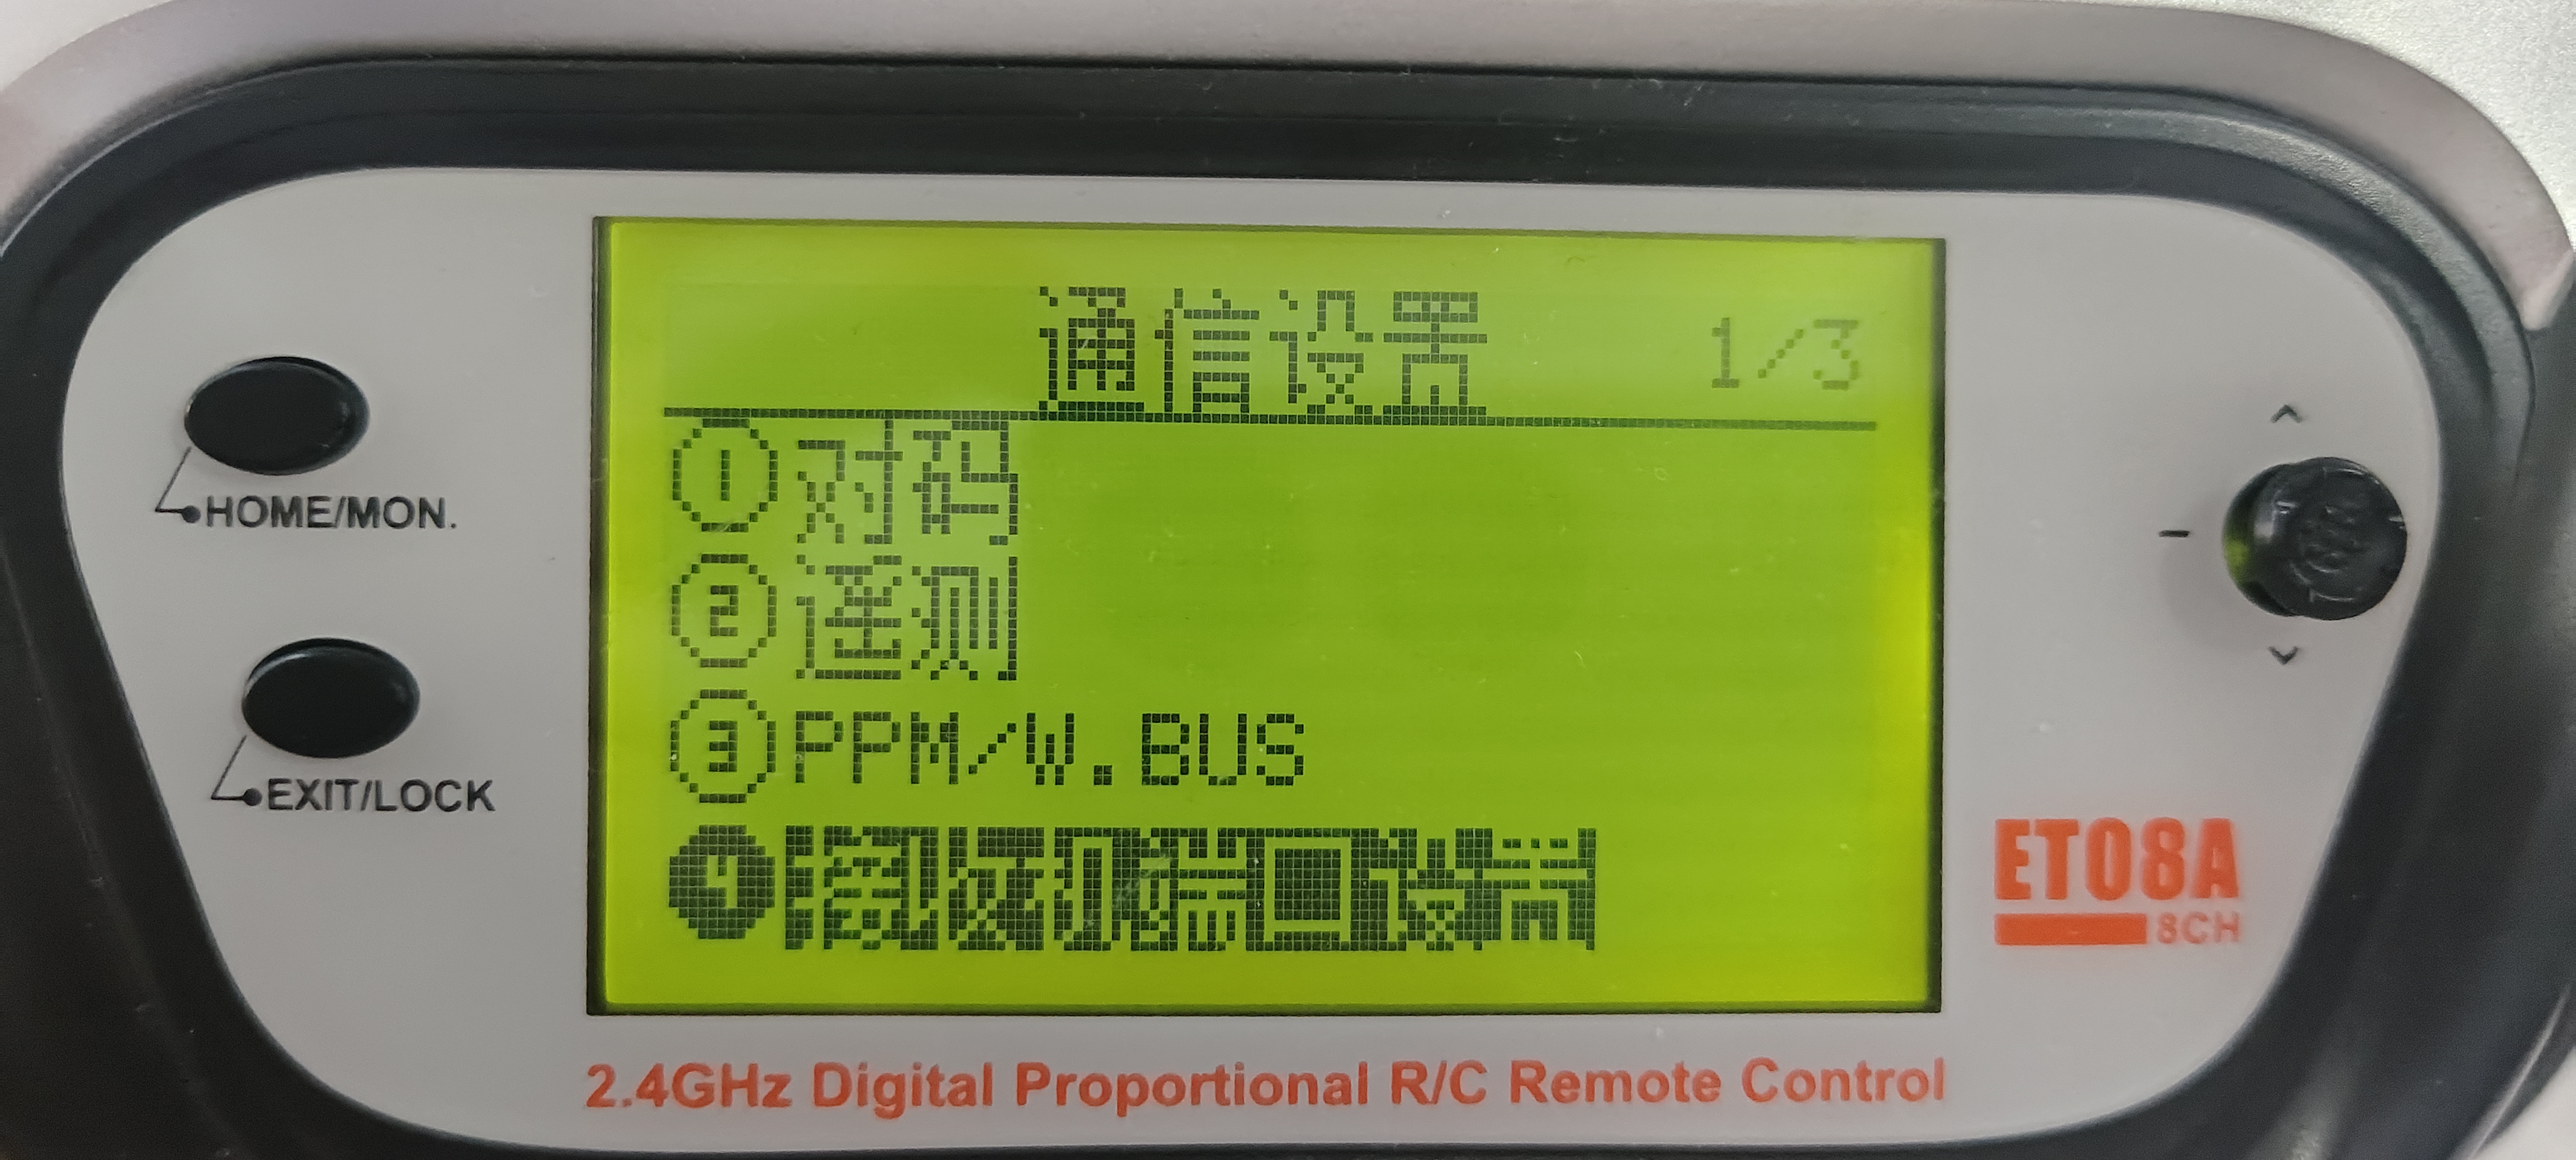 通信设置 1/3
①对码
②遥测
③PPM/W.BUS
④
HOME/MON.
EXIT/LOCK
ET08A
8CH
2.4GHz Digital Proportional R/C Remote Control